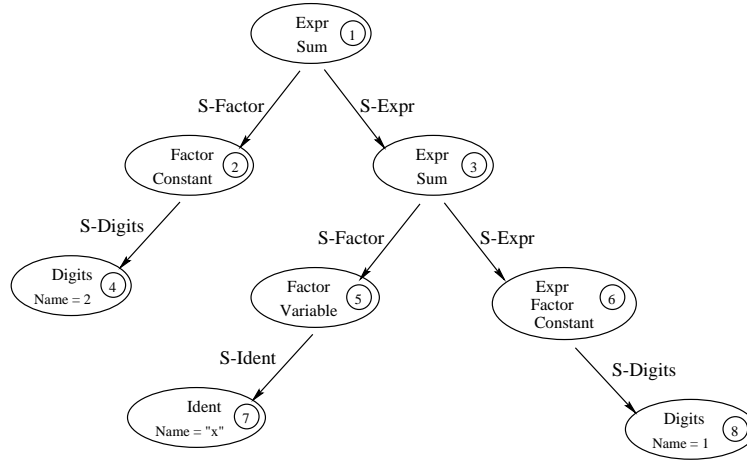 Expr
Sum
1
S-Factor
S-Expr
Factor
Constant
2
Expr
Sum
3
S-Digits
S-Factor
S-Expr
Digits
Name = 2
4
Factor
Variable
5
Expr
Factor
Constant
6
S-Ident
S-Digits
Ident
Name = "x"
7
Digits
Name = 1
8